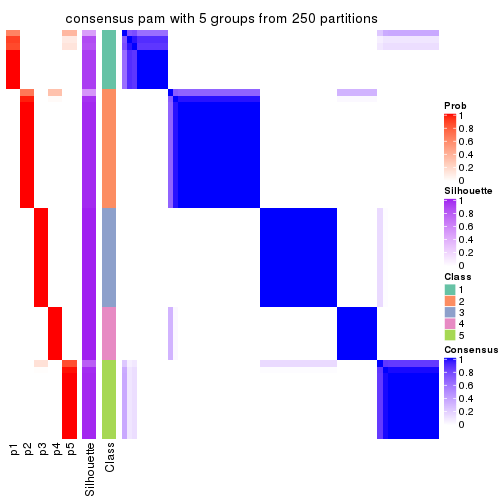 consensus pam with 5 groups from 250 partitions
Prob
1
0.8
0.6
0.4
0.2
0
Silhouette
1
0.8
0.6
0.4
0.2
0
Class
1
2
3
4
5
Consensus
1
0.8
0.6
0.4
0.2
0
p1
p2
p3
p4
p5
Silhouette
Class